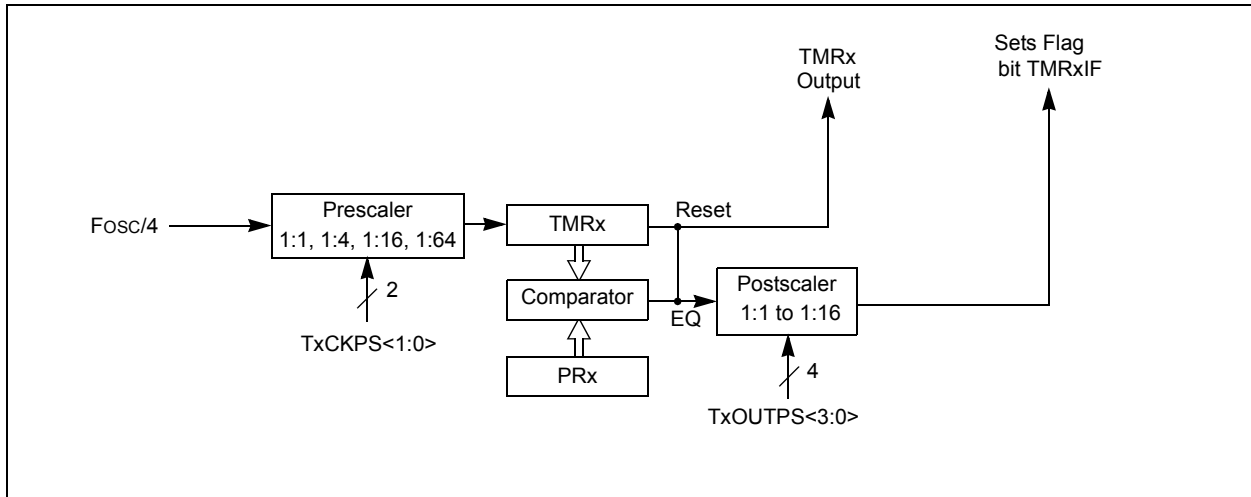 TMRx
Output
Sets Flag
bit TMRxIF
FOSC/4
Prescaler
1:1, 1:4, 1:16, 1:64
2
TxCKPS<1:0>
TMRx
Reset
Comparator
EQ
PRx
Postscaler
1:1 to 1:16
4
TxOUTPS<3:0>